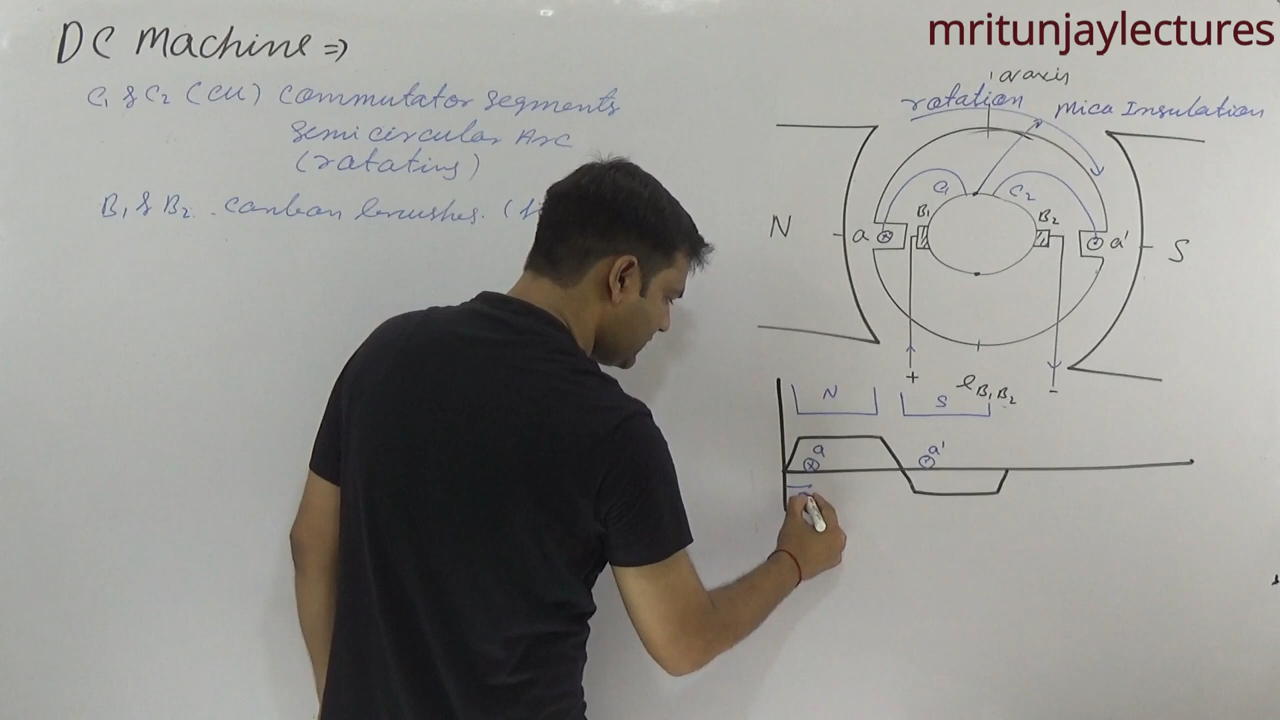 mritunjaylectures
DC Machine ⇒
C₁ & C₂ (CU) Commutator segments
Semi circular Arc
(rotating)
B₁ & B₂ . carbon brushes. (
a axis
rotation
Mica Insulation
C₁ C₂
B₁ B₂
N a a' S
+ -
e B₁B₂
N S
a a'